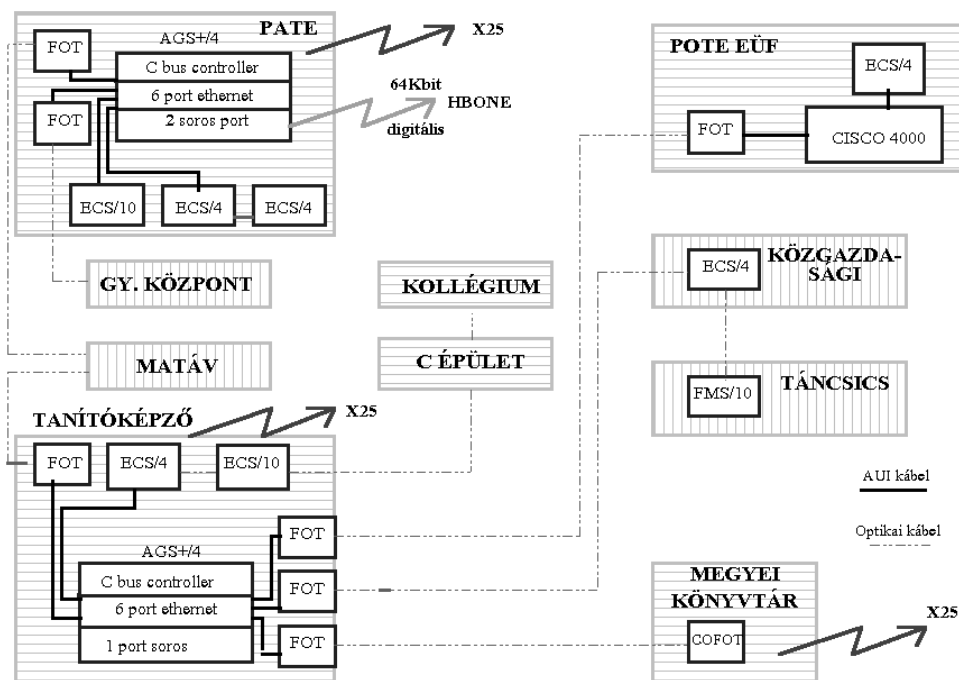 PATE
X25
FOT
AGS+/4
C bus controller
6 port ethernet
2 soros port
FOT
64Kbit
HBONE
digitális
ECS/10
ECS/4
ECS/4
POTE EÜF
ECS/4
FOT
CISCO 4000
GY. KÖZPONT
KOLLÉGIUM
ECS/4
KÖZGAZDA-
SÁGI
MATÁV
C ÉPÜLET
FMS/10
TÁNCSICS
TANÍTÓKÉPZŐ
X25
FOT
ECS/4
ECS/10
AUI kábel
Optikai kábel
FOT
AGS+/4
C bus controller
6 port ethernet
1 port soros
FOT
FOT
MEGYEI
KÖNYVTÁR
COFOT
X25